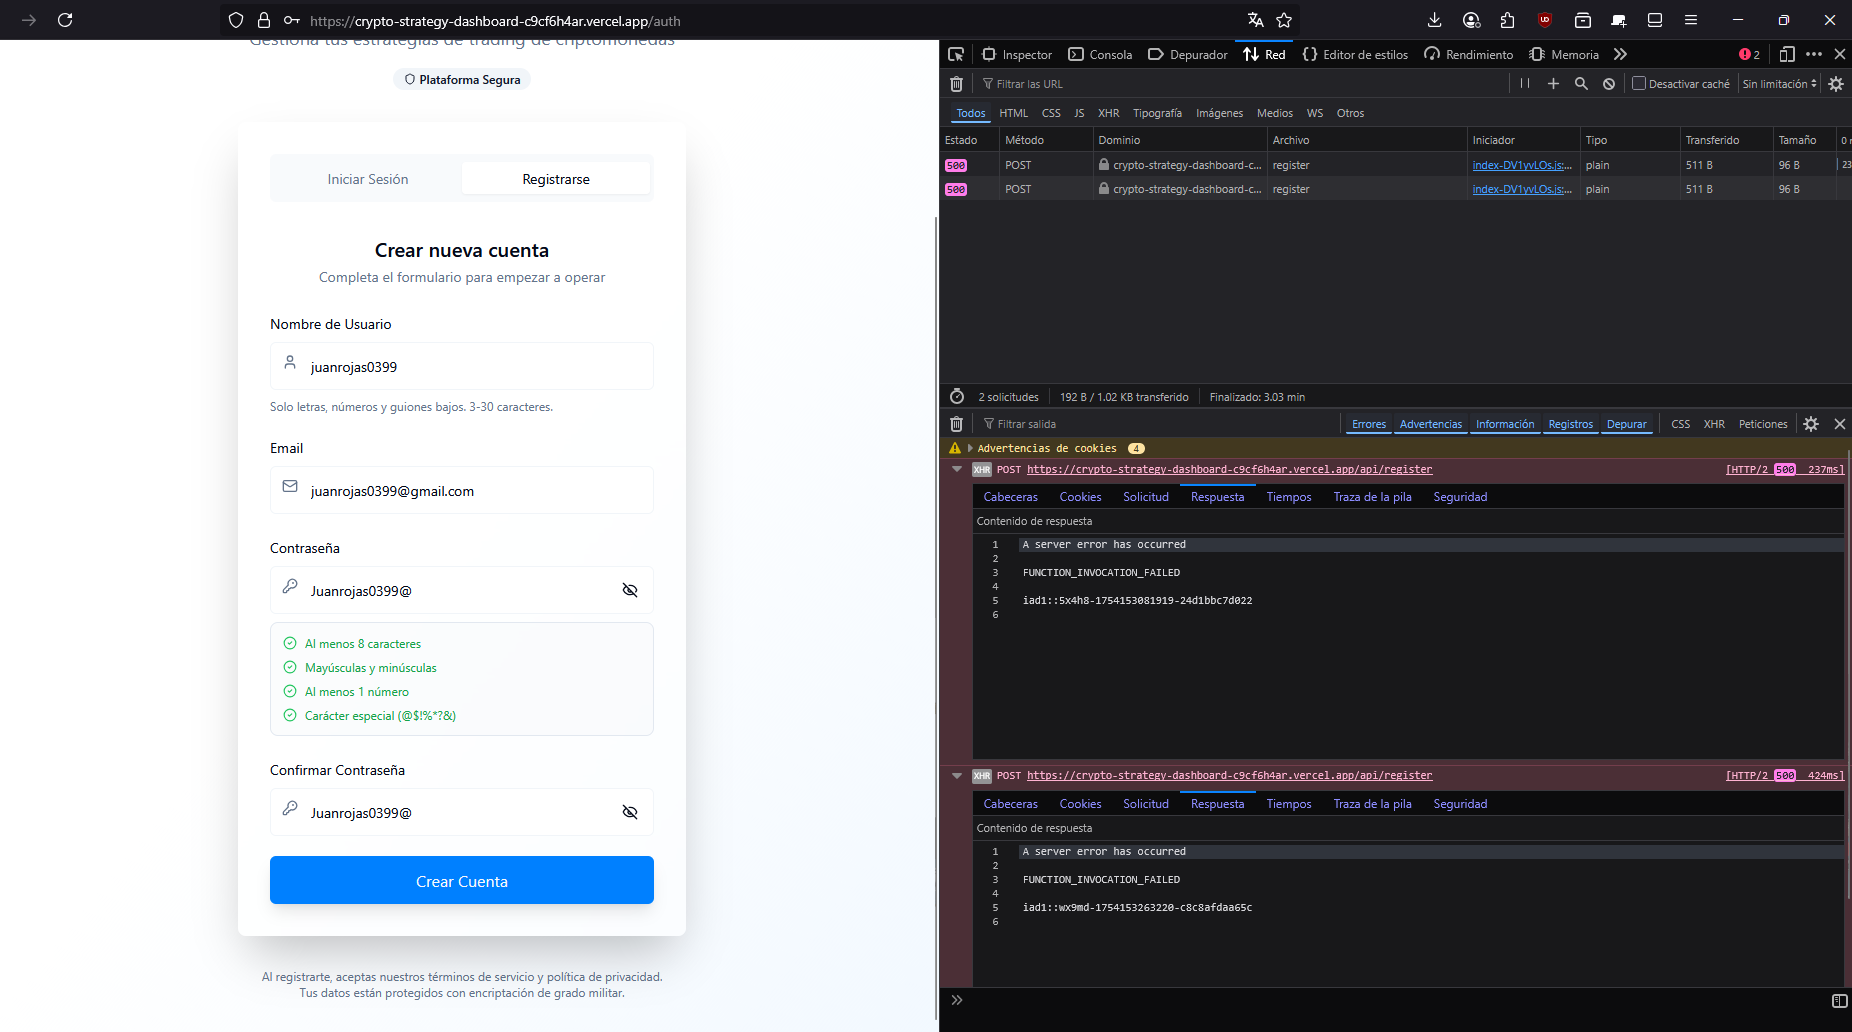 https://crypto-strategy-dashboard-c9cf6h4ar.vercel.app/auth
Gestiona tus estrategias de trading de criptomonedas
Plataforma Segura
Iniciar Sesión
Registrarse
Crear nueva cuenta
Completa el formulario para empezar a operar
Nombre de Usuario
juanrojas0399
Solo letras, números y guiones bajos. 3-30 caracteres.
Email
juanrojas0399@gmail.com
Contraseña
Juanrojas0399@
Al menos 8 caracteres
Mayúsculas y minúsculas
Al menos 1 número
Carácter especial (@$!%*?&)
Confirmar Contraseña
Juanrojas0399@
Crear Cuenta
Al registrarte, aceptas nuestros términos de servicio y política de privacidad.
Tus datos están protegidos con encriptación de grado militar.
Inspector Consola Depurador Red Editor de estilos Rendimiento Memoria 2
Filtrar las URL Desactivar caché Sin limitación
Todos HTML CSS JS XHR Tipografía Imágenes Medios WS Otros
Estado Método Dominio Archivo Iniciador Tipo Transferido Tamaño 0
500 POST crypto-strategy-dashboard-c... register index-DV1yvLOs.js:... plain 511 B 96 B 23
500 POST crypto-strategy-dashboard-c... register index-DV1yvLOs.js:... plain 511 B 96 B
2 solicitudes 192 B / 1.02 KB transferido Finalizado: 3.03 min
Filtrar salida Errores Advertencias Información Registros Depurar CSS XHR Peticiones
Advertencias de cookies 4
XHR POST https://crypto-strategy-dashboard-c9cf6h4ar.vercel.app/api/register [HTTP/2 500 237ms]
Cabeceras Cookies Solicitud Respuesta Tiempos Traza de la pila Seguridad
Contenido de respuesta
1 A server error has occurred
2
3 FUNCTION_INVOCATION_FAILED
4
5 iad1::5x4h8-1754153081919-24d1bbc7d022
6
XHR POST https://crypto-strategy-dashboard-c9cf6h4ar.vercel.app/api/register [HTTP/2 500 424ms]
Cabeceras Cookies Solicitud Respuesta Tiempos Traza de la pila Seguridad
Contenido de respuesta
1 A server error has occurred
2
3 FUNCTION_INVOCATION_FAILED
4
5 iad1::wx9md-1754153263220-c8c8afdaa65c
6